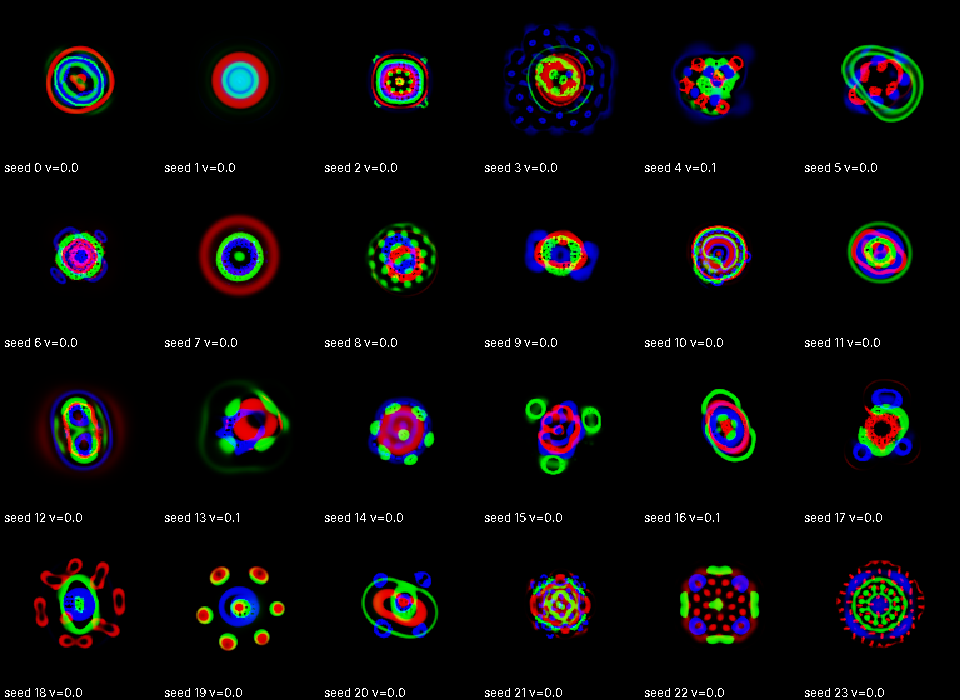 seed 0 v=0.0
seed 1 v=0.0
seed 2 v=0.0
seed 3 v=0.0
seed 4 v=0.1
seed 5 v=0.0
seed 6 v=0.0
seed 7 v=0.0
seed 8 v=0.0
seed 9 v=0.0
seed 10 v=0.0
seed 11 v=0.0
seed 12 v=0.0
seed 13 v=0.1
seed 14 v=0.0
seed 15 v=0.0
seed 16 v=0.1
seed 17 v=0.0
seed 18 v=0.0
seed 19 v=0.0
seed 20 v=0.0
seed 21 v=0.0
seed 22 v=0.0
seed 23 v=0.0